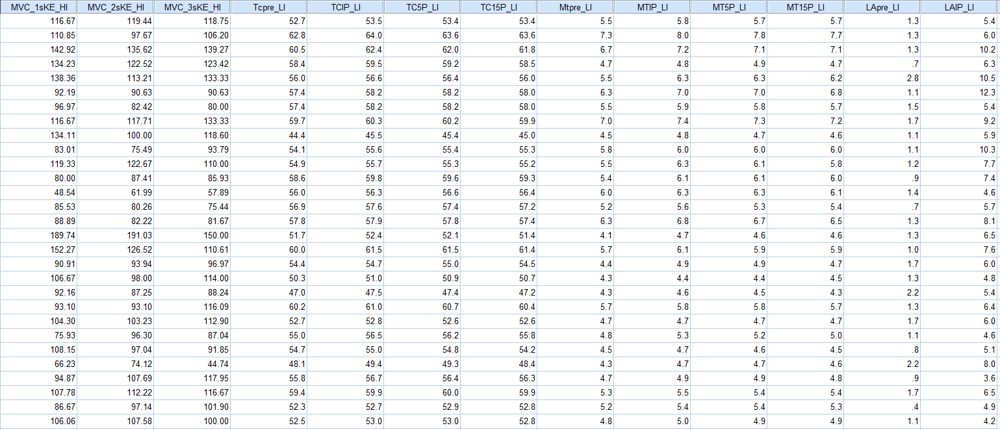 MVC_1sKE_HI MVC_2sKE_HI MVC_3sKE_HI Tcpre_LI TCIP_LI TC5P_LI TC15P_LI Mtpre_LI MTIP_LI MT5P_LI MT15P_LI LApre_LI LAIP_LI
116.67 119.44 118.75 52.7 53.5 53.4 53.4 5.5 5.8 5.7 5.7 1.3 5.4
110.85 97.67 106.20 62.8 64.0 63.6 63.6 7.3 8.0 7.8 7.7 1.3 6.0
142.92 135.62 139.27 60.5 62.4 62.0 61.8 6.7 7.2 7.1 7.1 1.3 10.2
134.23 122.52 123.42 58.4 59.5 59.2 58.5 4.7 4.8 4.9 4.7 .7 6.3
138.36 113.21 133.33 56.0 56.6 56.4 56.0 5.5 6.3 6.3 6.2 2.8 10.5
92.19 90.63 90.63 57.4 58.2 58.2 58.0 6.3 7.0 7.0 6.8 1.1 12.3
96.97 82.42 80.00 57.4 58.2 58.2 58.0 5.5 5.9 5.8 5.7 1.5 5.4
116.67 117.71 133.33 59.7 60.3 60.2 59.9 7.0 7.4 7.3 7.2 1.7 9.2
134.11 100.00 118.60 44.4 45.5 45.4 45.0 4.5 4.8 4.7 4.6 1.1 5.9
83.01 75.49 93.79 54.1 55.6 55.4 55.3 5.8 6.0 6.0 6.0 1.1 10.3
119.33 122.67 110.00 54.9 55.7 55.3 55.2 5.5 6.3 6.1 5.8 1.2 7.7
80.00 87.41 85.93 58.6 59.8 59.6 59.3 5.4 6.1 6.1 6.0 .9 7.4
48.54 61.99 57.89 56.0 56.3 56.6 56.4 6.0 6.3 6.3 6.1 1.4 4.6
85.53 80.26 75.44 56.9 57.6 57.4 57.2 5.2 5.6 5.3 5.4 .7 5.7
88.89 82.22 81.67 57.8 57.9 57.8 57.4 6.3 6.8 6.7 6.5 1.3 8.1
189.74 191.03 150.00 51.7 52.4 52.1 51.4 4.1 4.7 4.6 4.6 1.3 6.5
152.27 126.52 110.61 60.0 61.5 61.5 61.4 5.7 6.1 5.9 5.9 1.0 7.6
90.91 93.94 96.97 54.4 54.7 55.0 54.5 4.4 4.9 4.9 4.7 1.7 6.0
106.67 98.00 114.00 50.3 51.0 50.9 50.7 4.3 4.4 4.4 4.5 1.3 4.8
92.16 87.25 88.24 47.0 47.5 47.4 47.2 4.3 4.6 4.5 4.3 2.2 5.4
93.10 93.10 116.09 60.2 61.0 60.7 60.4 5.7 5.8 5.8 5.7 1.3 6.4
104.30 103.23 112.90 52.7 52.8 52.6 52.6 4.7 4.7 4.7 4.7 1.7 6.0
75.93 96.30 87.04 55.0 56.5 56.2 55.8 4.8 5.3 5.2 5.0 1.1 4.6
108.15 97.04 91.85 54.7 55.0 54.8 54.2 4.5 4.7 4.6 4.5 .8 5.1
66.23 74.12 44.74 48.1 49.4 49.3 48.4 4.3 4.7 4.7 4.6 2.2 8.0
94.87 107.69 117.95 55.8 56.7 56.4 56.3 4.7 4.9 4.9 4.8 .9 3.6
107.78 112.22 116.67 59.4 59.9 60.0 59.9 5.3 5.5 5.4 5.4 1.7 6.5
86.67 97.14 101.90 52.3 52.7 52.9 52.8 5.2 5.4 5.4 5.3 .4 4.9
106.06 107.58 100.00 52.5 53.0 53.0 52.8 4.8 5.0 4.9 4.9 1.1 4.2